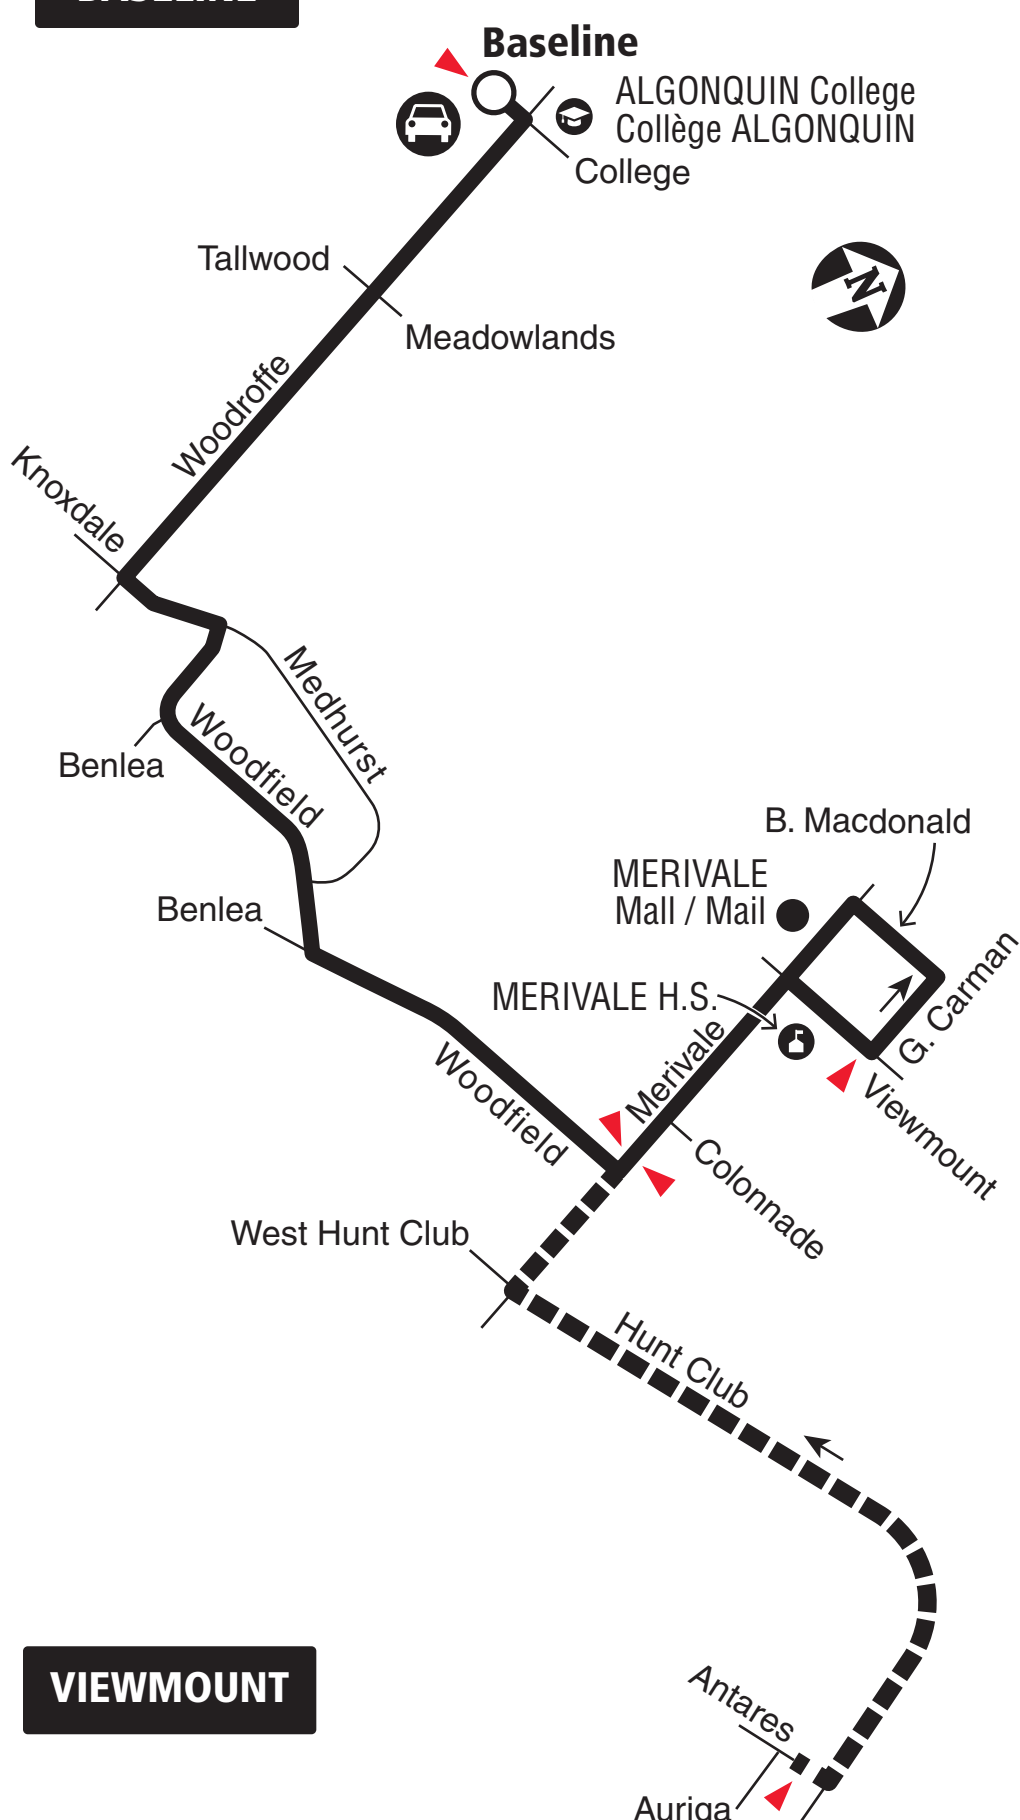 BASELINE
Baseline
ALGONQUIN College
Collège ALGONQUIN
College
Tallwood
N
Meadowlands
Woodroffe
Knoxdale
Medhurst
Woodfield
Benlea
B. Macdonald
MERIVALE
Mall / Mail
Benlea
G. Carman
MERIVALE H.S.
Merivale
Woodfield
Viewmount
Colonnade
West Hunt Club
Hunt Club
VIEWMOUNT
Antares
Auriga